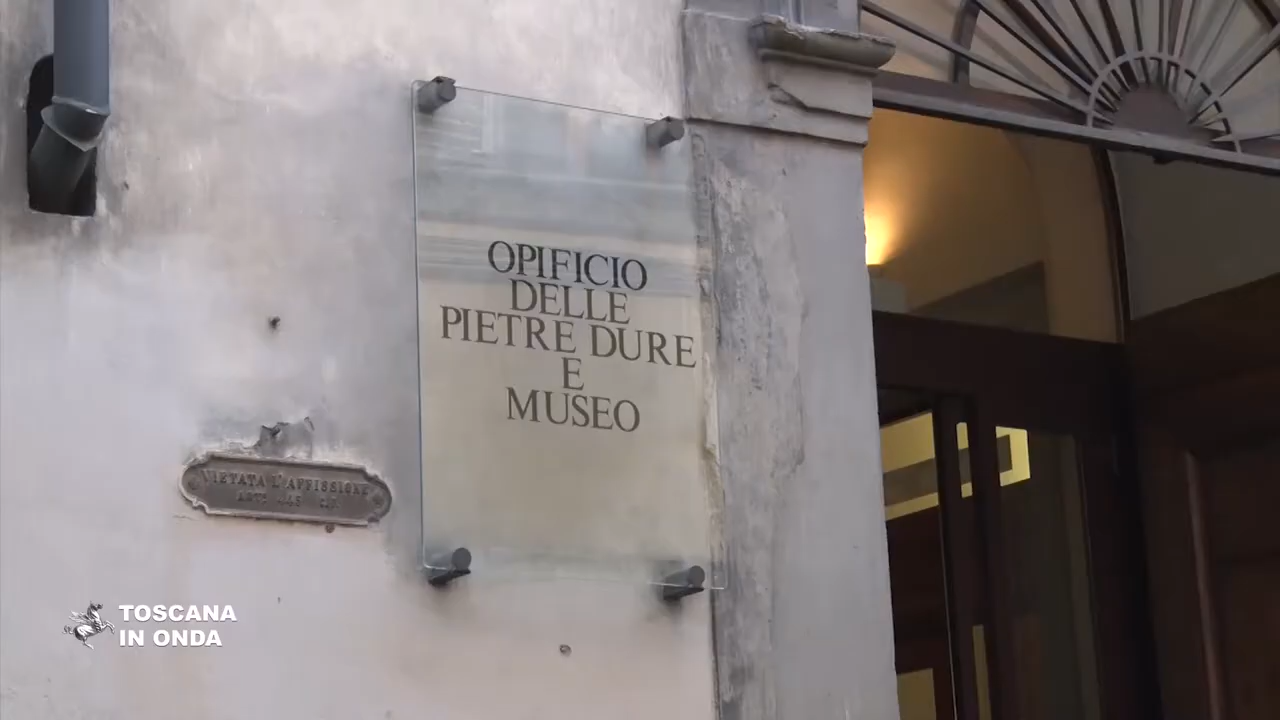 OPIFICIO
DELLE
PIETRE DURE
E
MUSEO
VIETATA L'AFFISSIONE
TOSCANA
IN ONDA